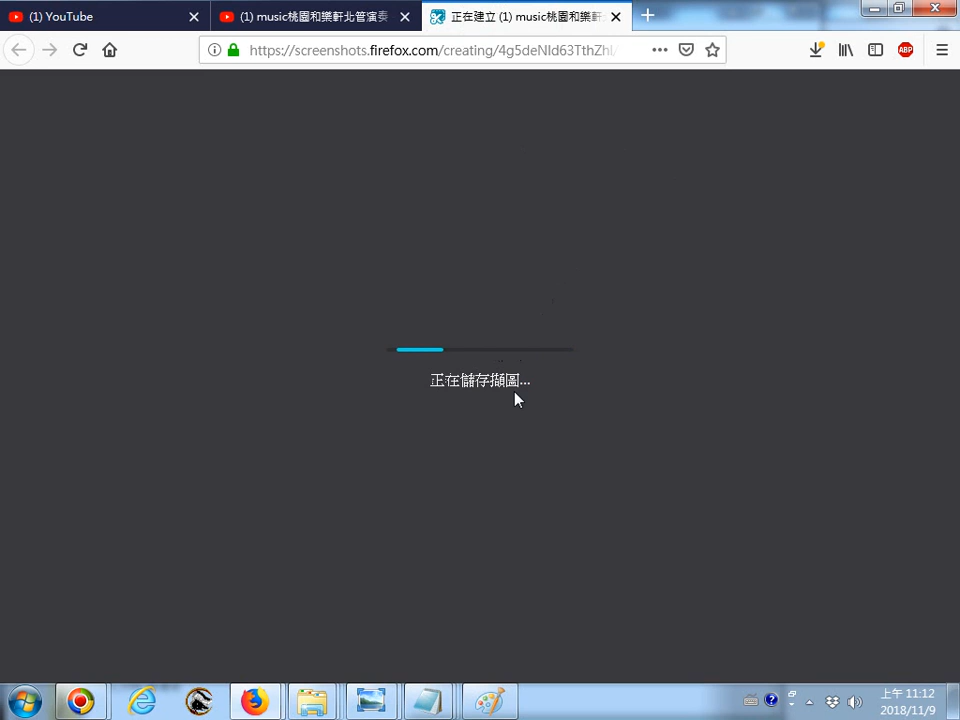 (1) YouTube
(1) music桃園和樂軒北管演奏
正在建立 (1) music桃園和樂軒
https://screenshots.firefox.com/creating/4g5deNId63TthZhL
ABP
正在儲存擷圖...
上午 11:12
2018/11/9